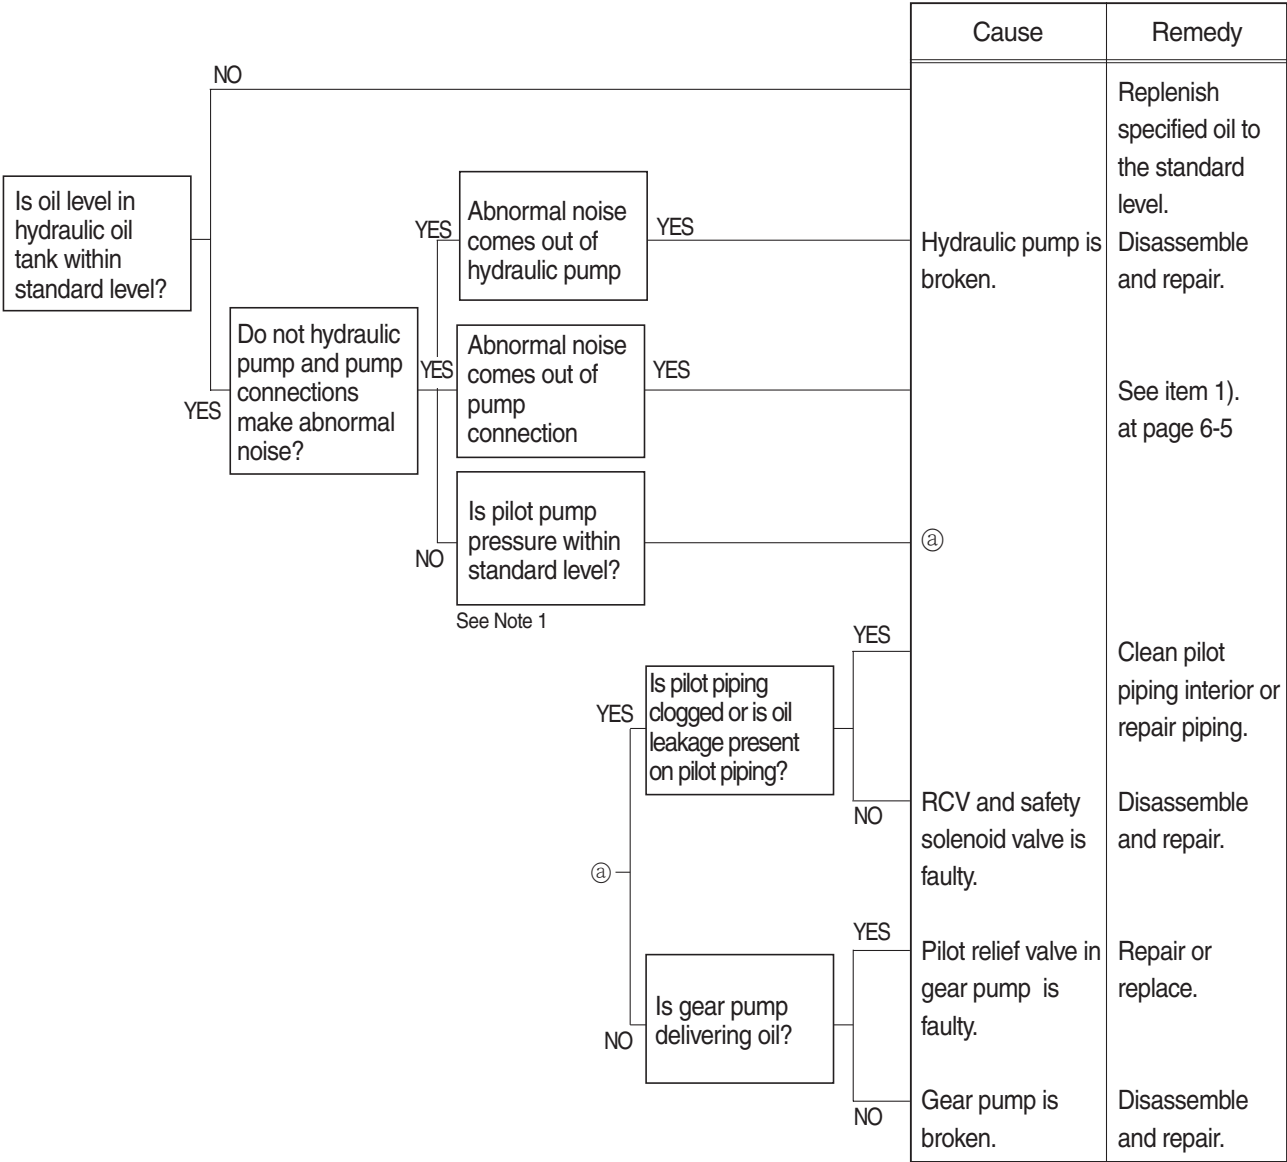 Cause
Remedy
NO
Replenish
specified oil to
the standard
level.
Is oil level in
hydraulic oil
tank within
standard level?
YES
Abnormal noise
comes out of
hydraulic pump
YES
Hydraulic pump is
broken.
Disassemble
and repair.
YES
Do not hydraulic
pump and pump
connections
make abnormal
noise?
YES
Abnormal noise
comes out of
pump
connection
YES
See item 1).
at page 6-5
NO
Is pilot pump
pressure within
standard level?
See Note 1
ⓐ
YES
Is pilot piping
clogged or is oil
leakage present
on pilot piping?
YES
Clean pilot
piping interior or
repair piping.
NO
RCV and safety
solenoid valve is
faulty.
Disassemble
and repair.
ⓐ
NO
Is gear pump
delivering oil?
YES
Pilot relief valve in
gear pump is
faulty.
Repair or
replace.
NO
Gear pump is
broken.
Disassemble
and repair.